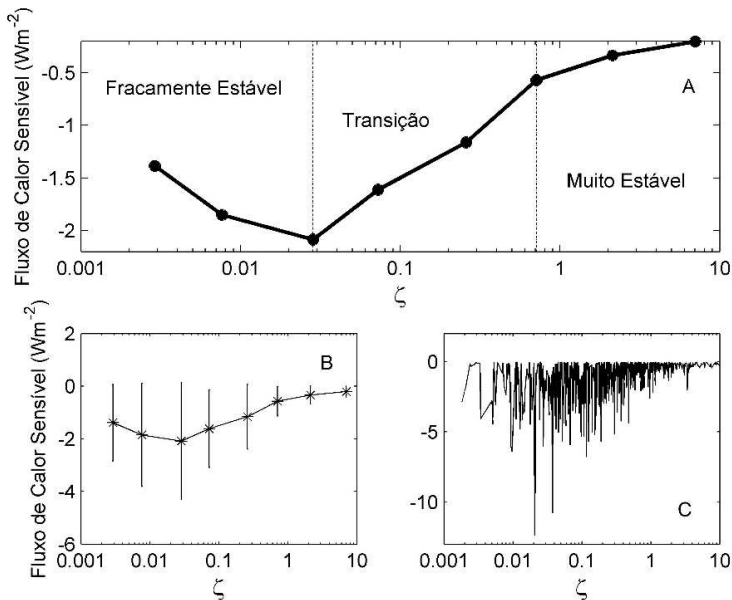 Fluxo de Calor Sensível (Wm⁻²)
-0.5
-1
-1.5
-2
Fracamente Estável
Transição
Muito Estável
A
0.001
0.01
0.1
1
10
ζ
Fluxo de Calor Sensível (Wm⁻²)
2
0
-2
-4
-6
B
0.001
0.01
0.1
1
10
ζ
0
-5
-10
C
0.001
0.01
0.1
1
10
ζ